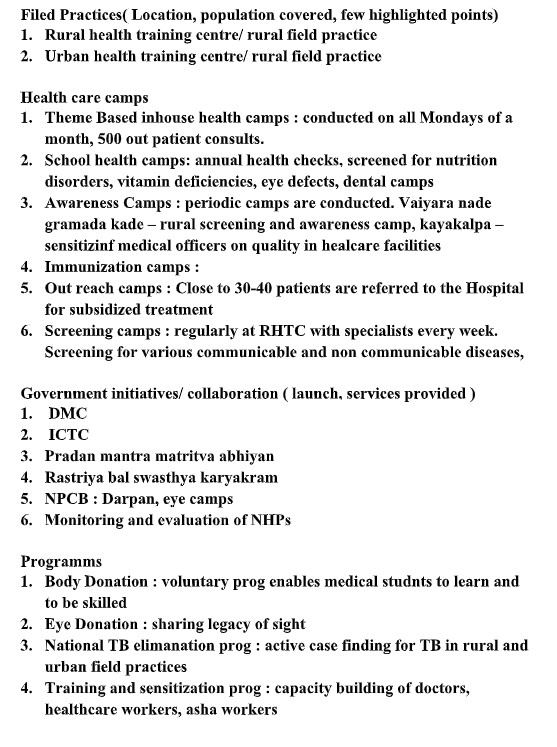 Filed Practices( Location, population covered, few highlighted points)
1. Rural health training centre/ rural field practice
2. Urban health training centre/ rural field practice
Health care camps
1. Theme Based inhouse health camps : conducted on all Mondays of a
month, 500 out patient consults.
2. School health camps: annual health checks, screened for nutrition
disorders, vitamin deficiencies, eye defects, dental camps
3. Awareness Camps : periodic camps are conducted. Vaiyara nade
gramada kade – rural screening and awareness camp, kayakalpa –
sensitizinf medical officers on quality in healcare facilities
4. Immunization camps :
5. Out reach camps : Close to 30-40 patients are referred to the Hospital
for subsidized treatment
6. Screening camps : regularly at RHTC with specialists every week.
Screening for various communicable and non communicable diseases,
Government initiatives/ collaboration ( launch, services provided )
1. DMC
2. ICTC
3. Pradan mantra matritva abhiyan
4. Rastriya bal swasthya karyakram
5. NPCB : Darpan, eye camps
6. Monitoring and evaluation of NHPs
Programms
1. Body Donation : voluntary prog enables medical studnts to learn and
to be skilled
2. Eye Donation : sharing legacy of sight
3. National TB elimanation prog : active case finding for TB in rural and
urban field practices
4. Training and sensitization prog : capacity building of doctors,
healthcare workers, asha workers